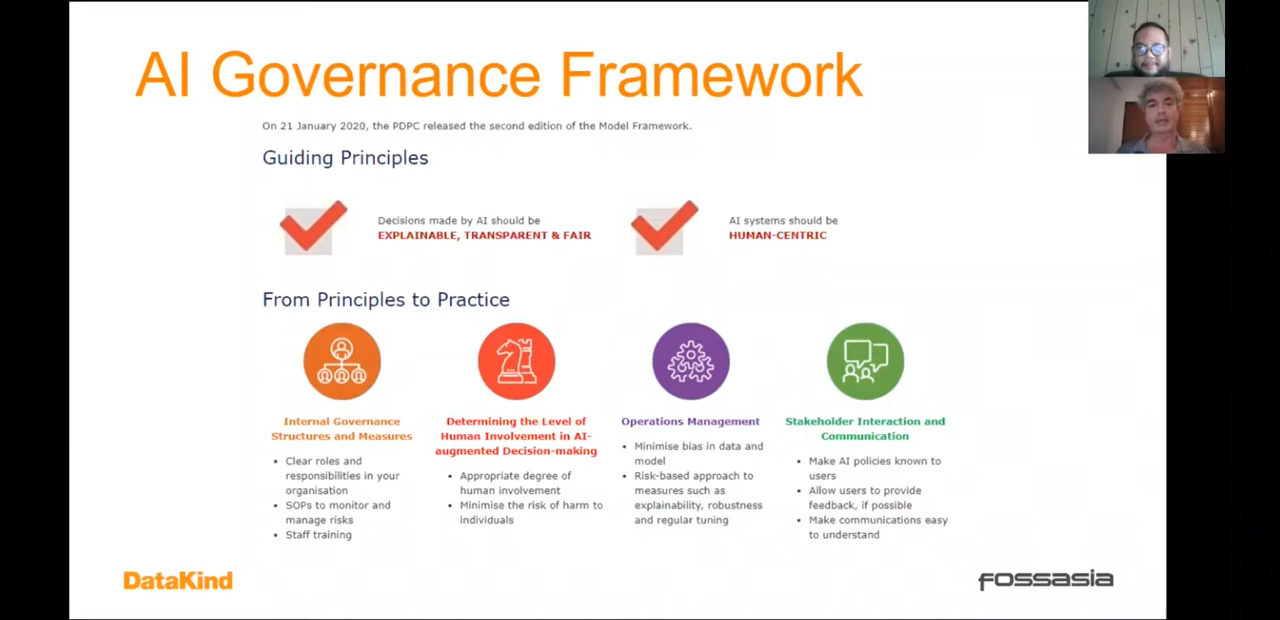 AI Governance Framework
On 21 January 2020, the PDPC released the second edition of the Model Framework.
Guiding Principles
Decisions made by AI should be
EXPLAINABLE, TRANSPARENT & FAIR
AI systems should be
HUMAN-CENTRIC
From Principles to Practice
Internal Governance
Structures and Measures
• Clear roles and
responsibilities in your
organisation
• SOPs to monitor and
manage risks
• Staff training
Determining the Level of
Human Involvement in AI-
augmented Decision-making
• Appropriate degree of
human involvement
• Minimise the risk of harm to
individuals
Operations Management
• Minimise bias in data and
model
• Risk-based approach to
measures such as
explainability, robustness
and regular tuning
Stakeholder Interaction and
Communication
• Make AI policies known to
users
• Allow users to provide
feedback, if possible
• Make communications easy
to understand
DataKind
fossasia